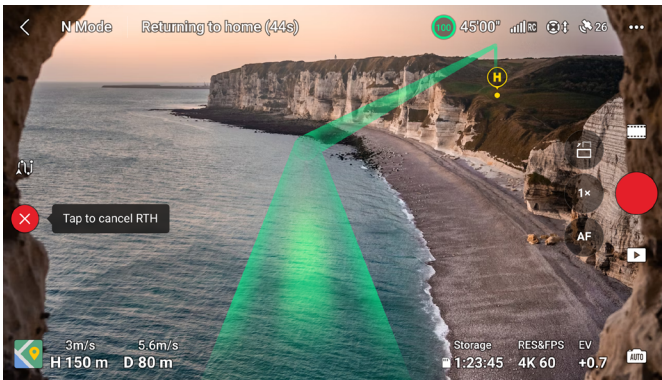 N Mode
Returning to home (44s)
100
45'00"
RC
26
H
1×
Tap to cancel RTH
AF
3m/s
5.6m/s
H 150 m
D 80 m
Storage
RES&FPS
EV
1:23:45
4K 60
+0.7
AUTO